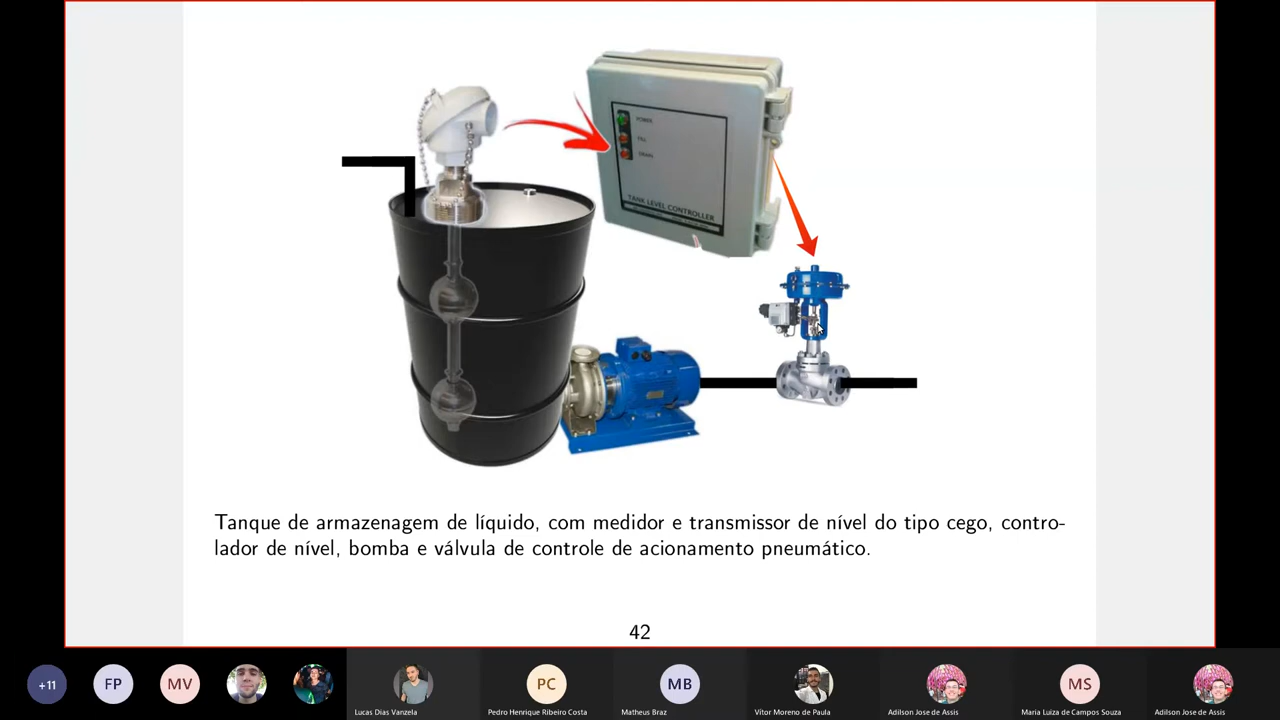 POWER
FILL
DRAIN
TANK LEVEL CONTROLLER
Tanque de armazenagem de líquido, com medidor e transmissor de nível do tipo cego, contro-
lador de nível, bomba e válvula de controle de acionamento pneumático.
42
+11
FP
MV
PC
MB
MS
Lucas Dias Vanzela
Pedro Henrique Ribeiro Costa
Matheus Braz
Vítor Moreno de Paula
Adilson Jose de Assis
Maria Luiza de Campos Souza
Adilson Jose de Assis